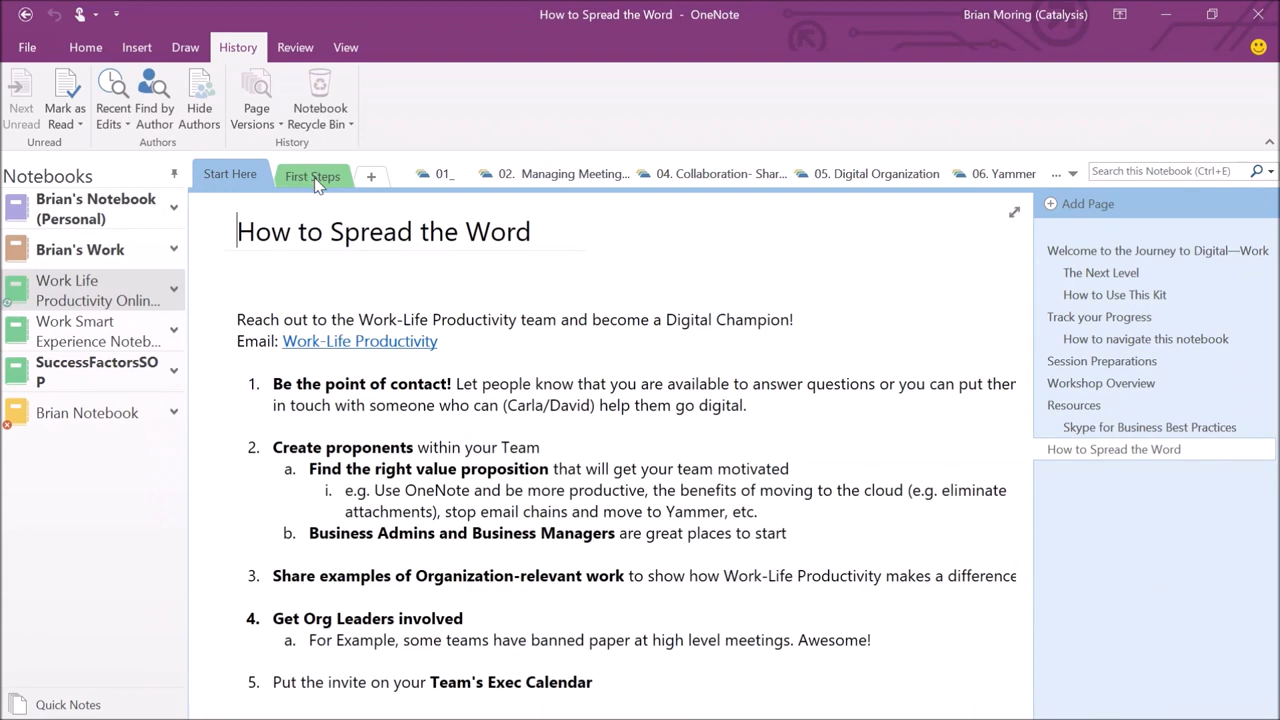 How to Spread the Word - OneNote
Brian Moring (Catalysis)
File Home Insert Draw History Review View
Next Unread
Mark as Read
Recent Edits
Find by Author
Hide Authors
Page Versions
Notebook Recycle Bin
Unread Authors History
Notebooks
Start Here
First Steps
01_
02. Managing Meeting...
04. Collaboration- Shar...
05. Digital Organization
06. Yammer
...
Search this Notebook (Ctrl+E)
Brian's Notebook
(Personal)
Brian's Work
Work Life
Productivity Onlin...
Work Smart
Experience Noteb...
SuccessFactorsSO
P
Brian Notebook
Quick Notes
How to Spread the Word
Reach out to the Work-Life Productivity team and become a Digital Champion!
Email: Work-Life Productivity
1. Be the point of contact! Let people know that you are available to answer questions or you can put ther
in touch with someone who can (Carla/David) help them go digital.
2. Create proponents within your Team
a. Find the right value proposition that will get your team motivated
i. e.g. Use OneNote and be more productive, the benefits of moving to the cloud (e.g. eliminate
attachments), stop email chains and move to Yammer, etc.
b. Business Admins and Business Managers are great places to start
3. Share examples of Organization-relevant work to show how Work-Life Productivity makes a difference
4. Get Org Leaders involved
a. For Example, some teams have banned paper at high level meetings. Awesome!
5. Put the invite on your Team's Exec Calendar
Add Page
Welcome to the Journey to Digital—Work
The Next Level
How to Use This Kit
Track your Progress
How to navigate this notebook
Session Preparations
Workshop Overview
Resources
Skype for Business Best Practices
How to Spread the Word